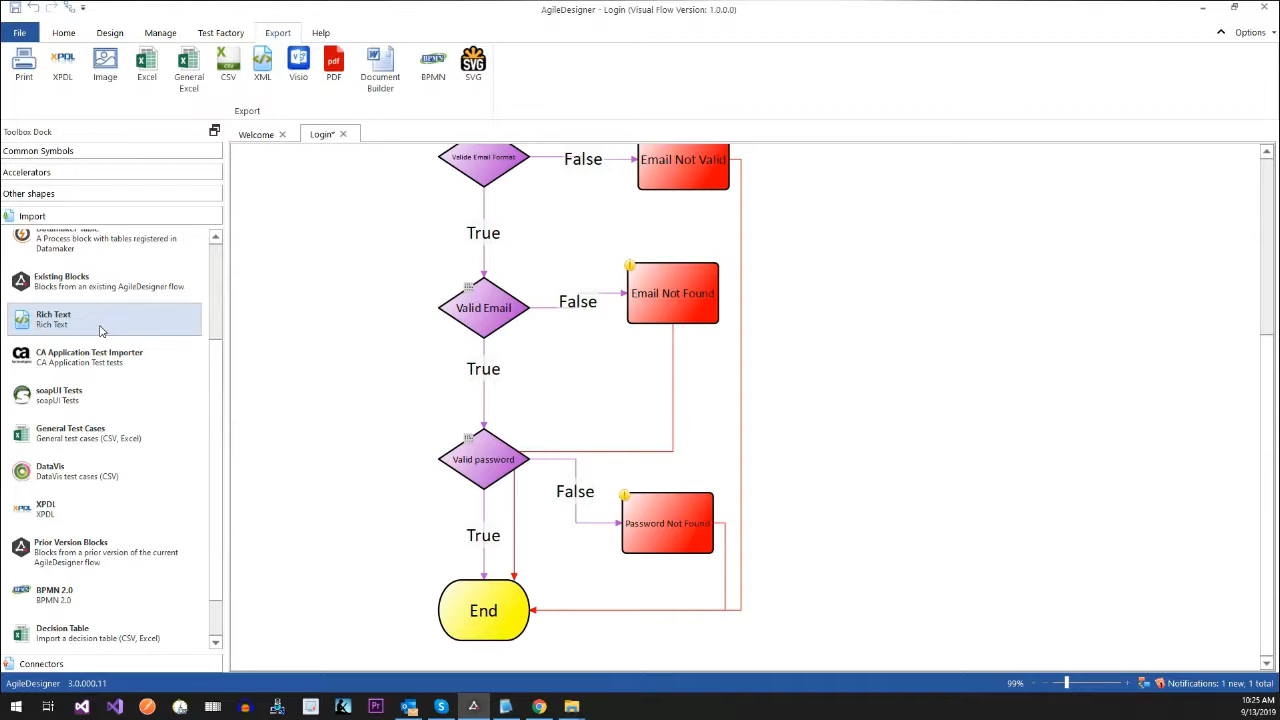 AgileDesigner - Login (Visual Flow Version: 1.0.0.0)
File Home Design Manage Test Factory Export Help Options
Print XPDL Image Excel General Excel CSV XML Visio PDF Document Builder BPMN SVG
Export
Toolbox Dock
Welcome Login*
Common Symbols
Accelerators
Other shapes
Import
Datamaker Table
A Process block with tables registered in
Datamaker
Existing Blocks
Blocks from an existing AgileDesigner flow
Rich Text
Rich Text
CA Application Test Importer
CA Application Test tests
soapUI Tests
soapUI Tests
General Test Cases
General test cases (CSV, Excel)
DataVis
DataVis test cases (CSV)
XPDL
XPDL
Prior Version Blocks
Blocks from a prior version of the current
AgileDesigner flow
BPMN 2.0
BPMN 2.0
Decision Table
Import a decision table (CSV, Excel)
Connectors
Valide Email Format
False
Email Not Valid
True
Valid Email
False
Email Not Found
True
Valid password
False
Password Not Found
True
End
AgileDesigner 3.0.000.11
99%
Notifications: 1 new, 1 total
10:25 AM
9/13/2019